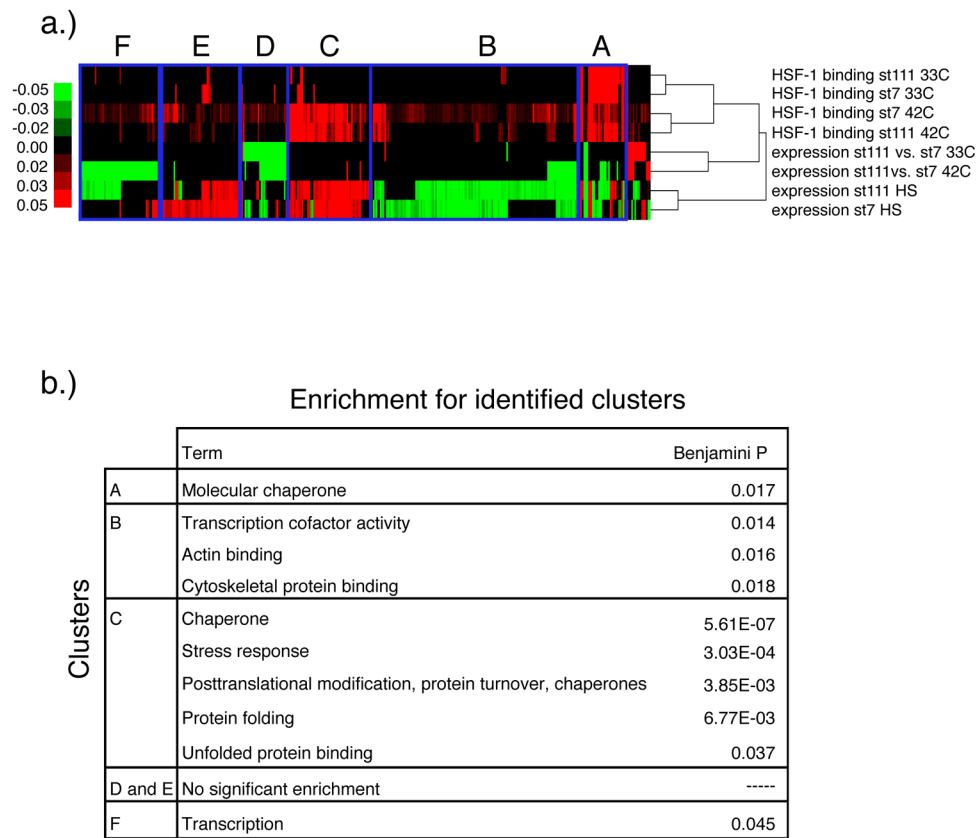 a.)
F E D C B A
-0.05
-0.03
-0.02
0.00
0.02
0.03
0.05
HSF-1 binding st111 33C
HSF-1 binding st7 33C
HSF-1 binding st7 42C
HSF-1 binding st111 42C
expression st111 vs. st7 33C
expression st111vs. st7 42C
expression st111 HS
expression st7 HS
b.)
Enrichment for identified clusters
Term Benjamini P
Clusters
A Molecular chaperone 0.017
B Transcription cofactor activity 0.014
Actin binding 0.016
Cytoskeletal protein binding 0.018
C Chaperone 5.61E-07
Stress response 3.03E-04
Posttranslational modification, protein turnover, chaperones 3.85E-03
Protein folding 6.77E-03
Unfolded protein binding 0.037
D and E No significant enrichment -----
F Transcription 0.045